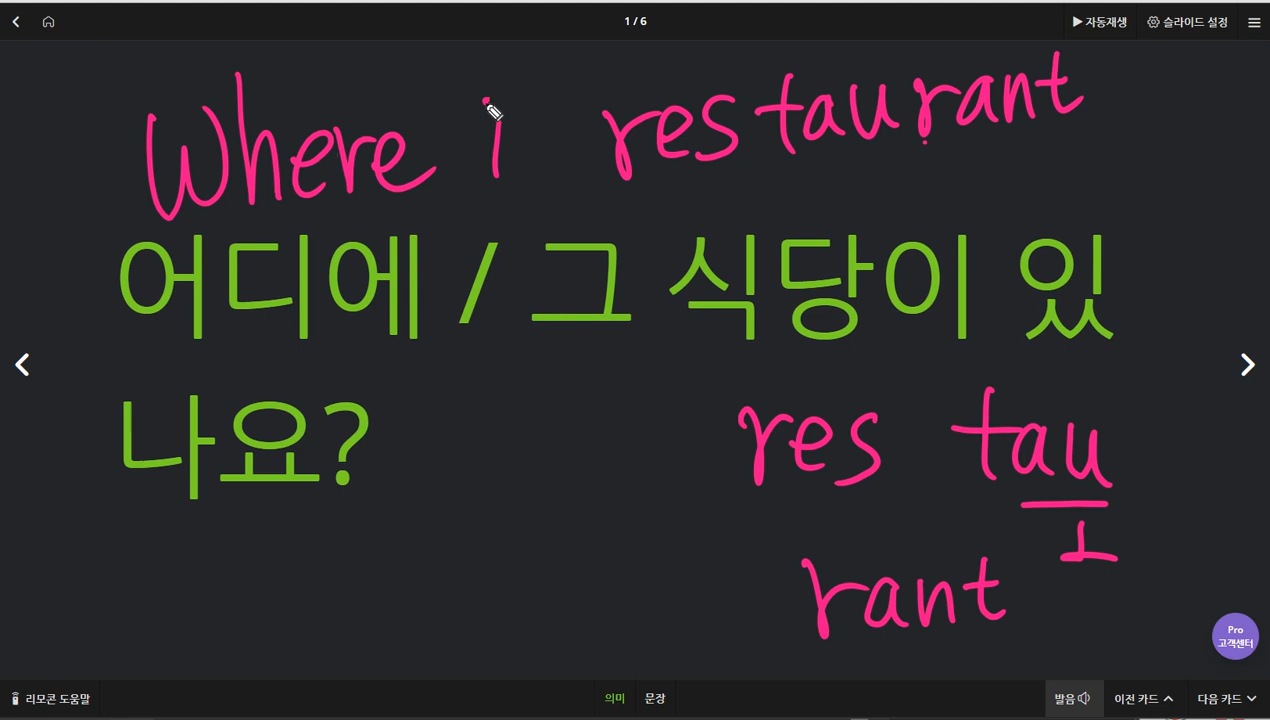 1 / 6
자동재생
슬라이드 설정
Where i restaurant
어디에 / 그 식당이 있
나요?
res tau
ㅗ
rant
Pro
고객센터
리모콘 도움말
의미
문장
발음
이전 카드
다음 카드